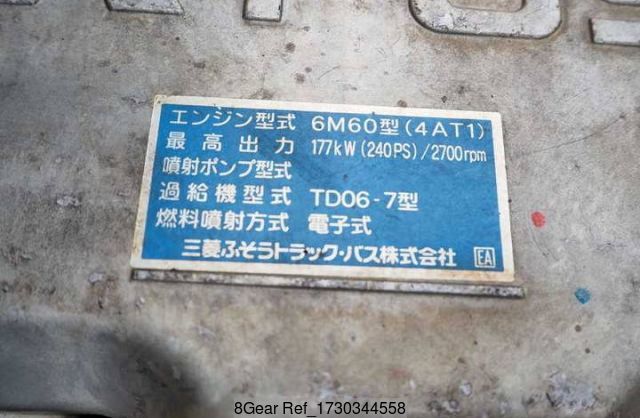 エンジン型式 6M60型(4AT1)
最高出力 177kW(240PS)/2700rpm
噴射ポンプ型式
過給機型式 TD06-7型
燃料噴射方式 電子式
三菱ふそうトラック・バス株式会社 EA
8Gear Ref_1730344558